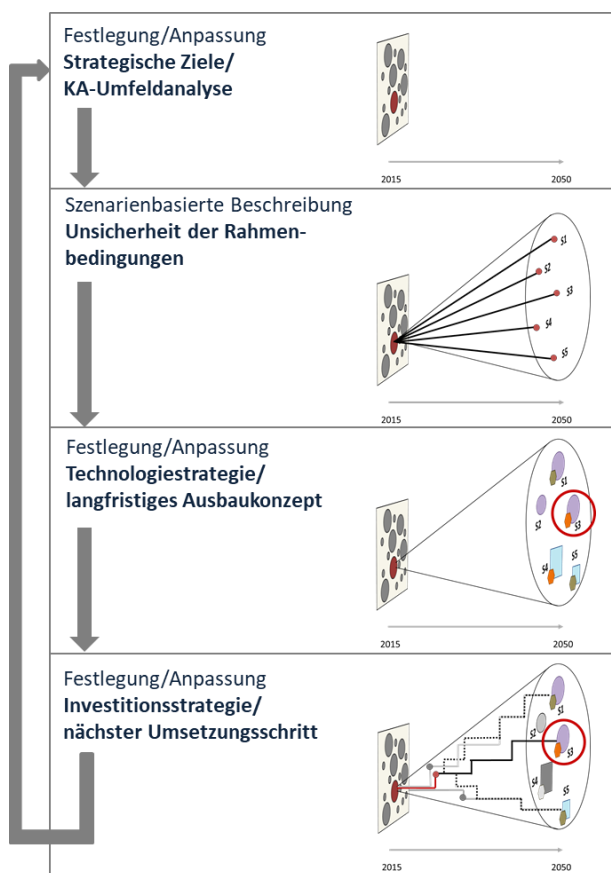 Festlegung/Anpassung
Strategische Ziele/
KA-Umfeldanalyse
2015
2050
Szenarienbasierte Beschreibung
Unsicherheit der Rahmen-
bedingungen
S1
S2
S3
S4
S5
2015
2050
Festlegung/Anpassung
Technologiestrategie/
langfristiges Ausbaukonzept
S1
S2
S3
S4
S5
2015
2050
Festlegung/Anpassung
Investitionsstrategie/
nächster Umsetzungsschritt
S1
S2
S3
S4
S5
2015
2050